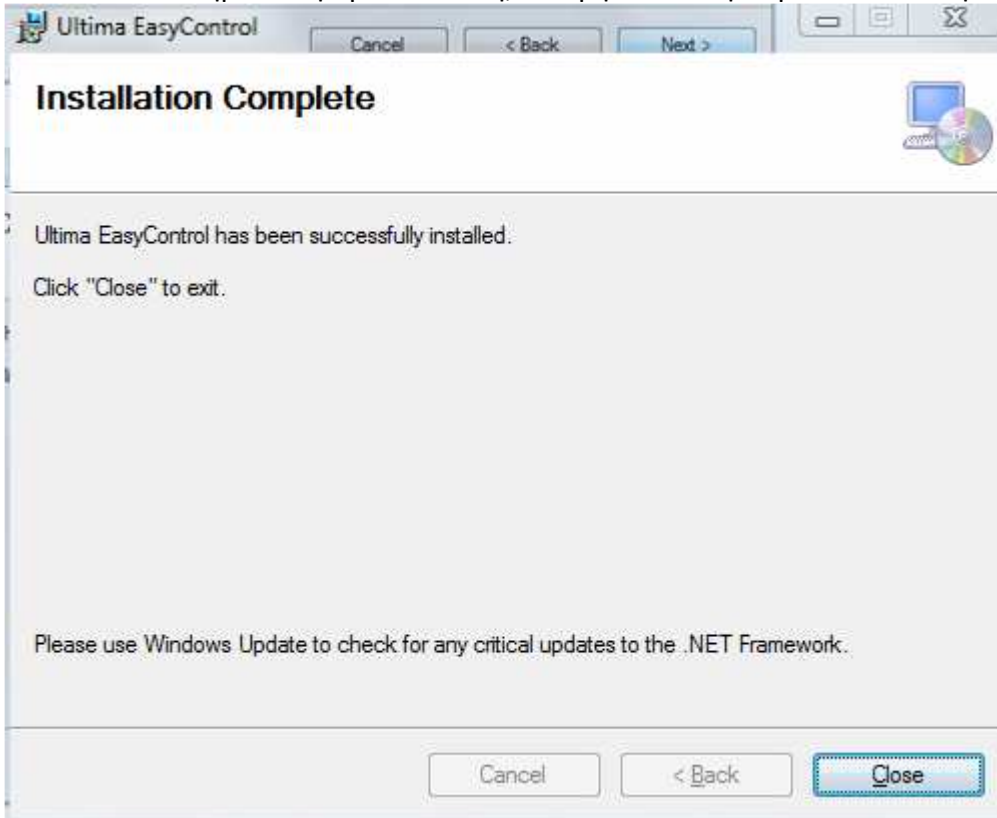 Ultima EasyControl
Cancel
< Back
Next >
Installation Complete
Ultima EasyControl has been successfully installed.
Click "Close" to exit.
Please use Windows Update to check for any critical updates to the .NET Framework.
Cancel
< Back
Close